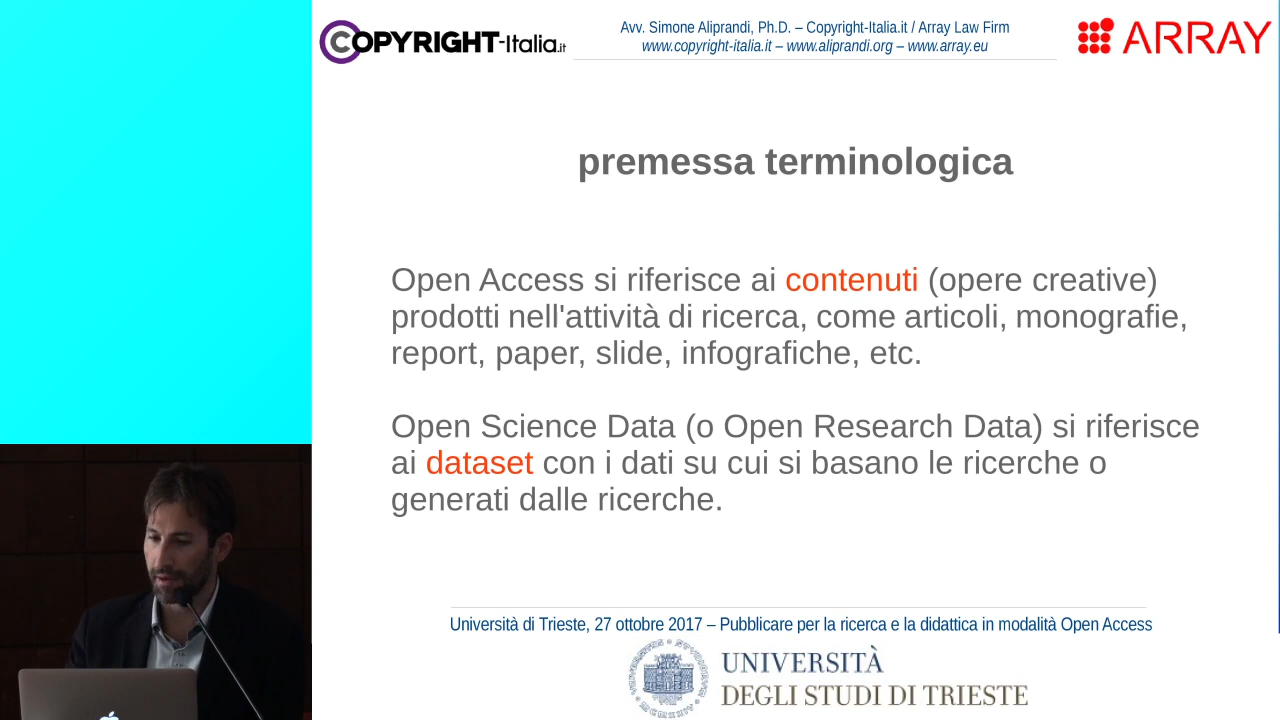 COPYRIGHT-Italia.it
Avv. Simone Aliprandi, Ph.D. – Copyright-Italia.it / Array Law Firm
www.copyright-italia.it – www.aliprandi.org – www.array.eu
ARRAY
premessa terminologica
Open Access si riferisce ai contenuti (opere creative)
prodotti nell'attività di ricerca, come articoli, monografie,
report, paper, slide, infografiche, etc.
Open Science Data (o Open Research Data) si riferisce
ai dataset con i dati su cui si basano le ricerche o
generati dalle ricerche.
Università di Trieste, 27 ottobre 2017 – Pubblicare per la ricerca e la didattica in modalità Open Access
UNIVERSITÀ
DEGLI STUDI DI TRIESTE